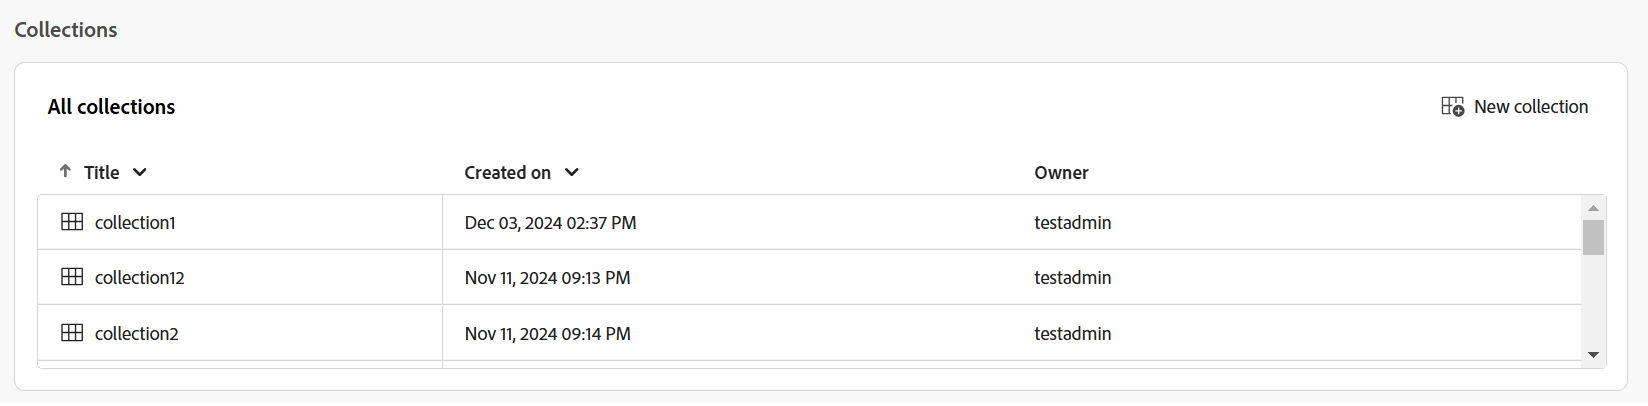 Collections
All collections
New collection
Title Created on Owner
collection1 Dec 03, 2024 02:37 PM testadmin
collection12 Nov 11, 2024 09:13 PM testadmin
collection2 Nov 11, 2024 09:14 PM testadmin